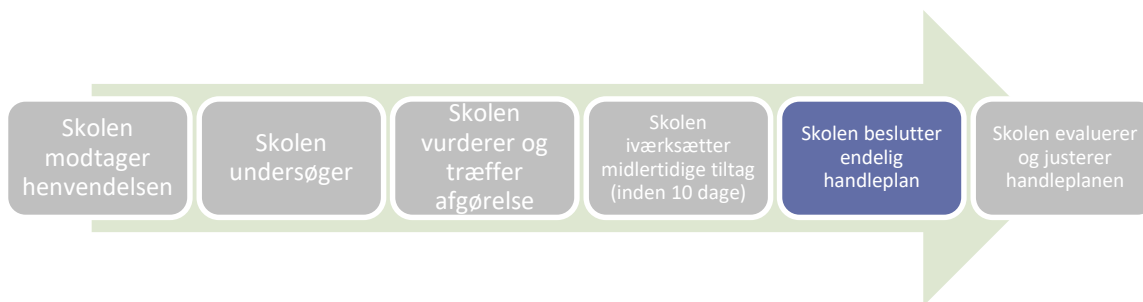 Skolen
modtager
henvendelsen
Skolen
undersøger
Skolen
vurderer og
træffer
afgørelse
Skolen
iværksætter
midlertidige tiltag
(inden 10 dage)
Skolen beslutter
endelig
handleplan
Skolen evaluerer
og justerer
handleplanen